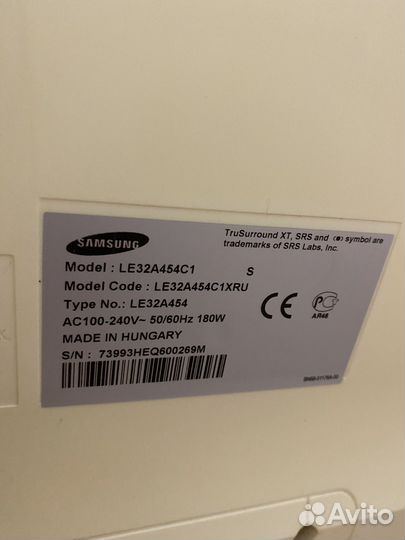 SAMSUNG
TruSurround XT, SRS and (●) symbol are
trademarks of SRS Labs, Inc.
Model : LE32A454C1 S
Model Code : LE32A454C1XRU
Type No.: LE32A454
AC100-240V~ 50/60Hz 180W
MADE IN HUNGARY
S/N : 73993HEQ600269M
CE
АЯ46
Avito